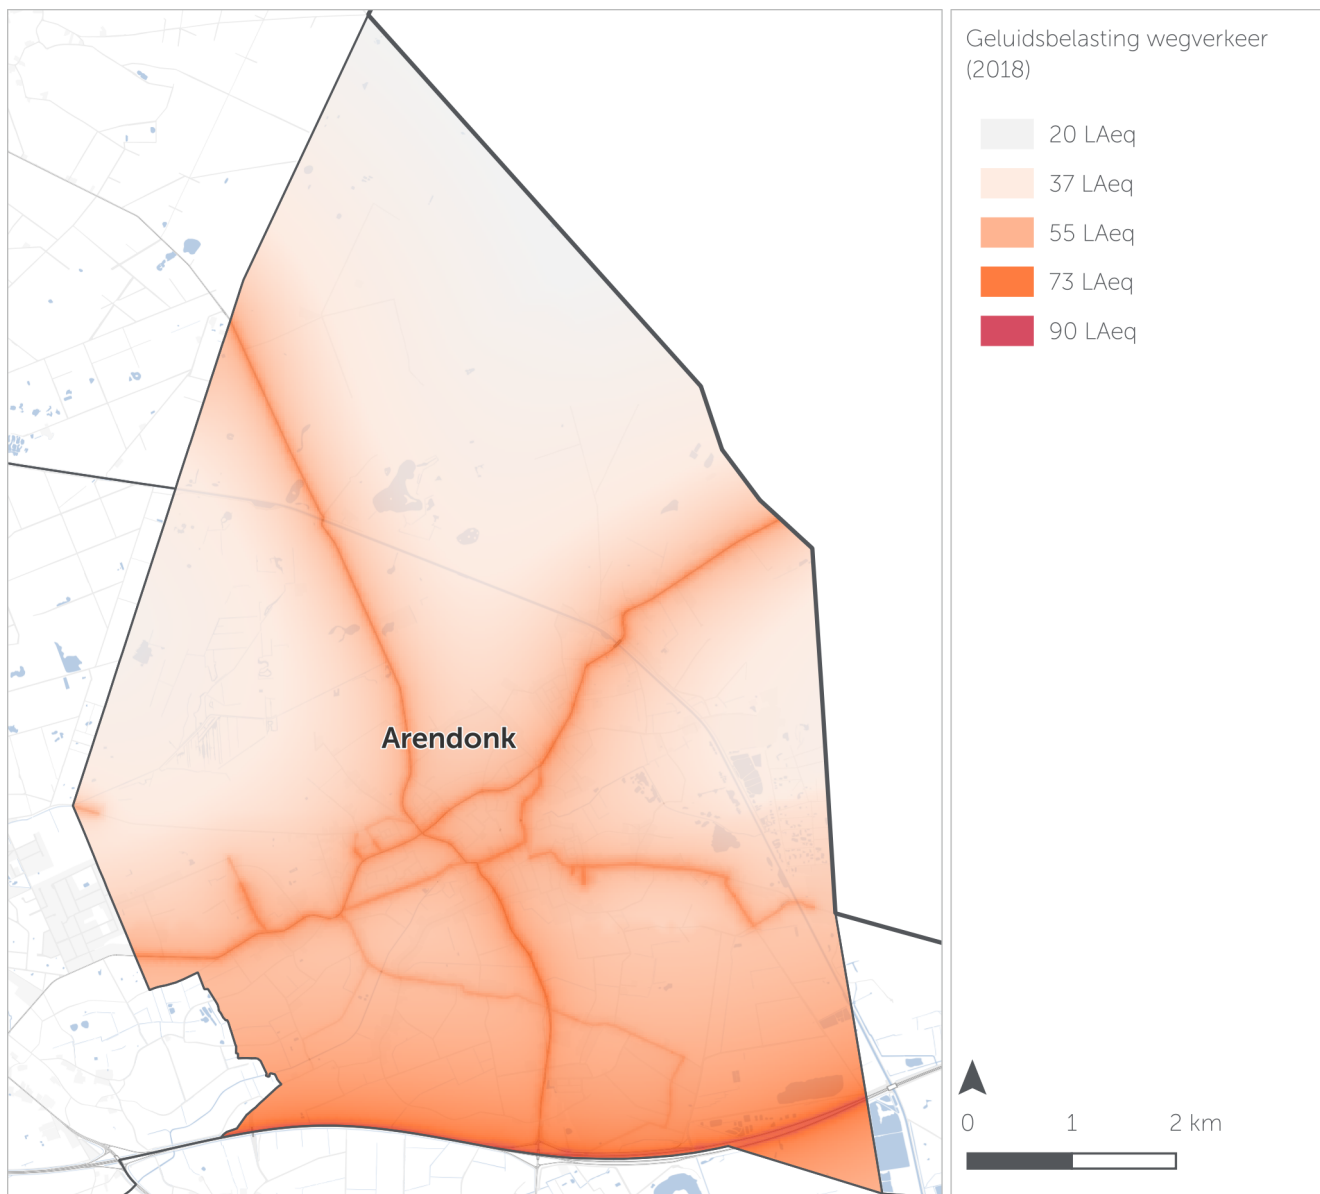 Geluidsbelasting wegverkeer
(2018)
20 LAeq
37 LAeq
55 LAeq
73 LAeq
90 LAeq
Arendonk
0 1 2 km